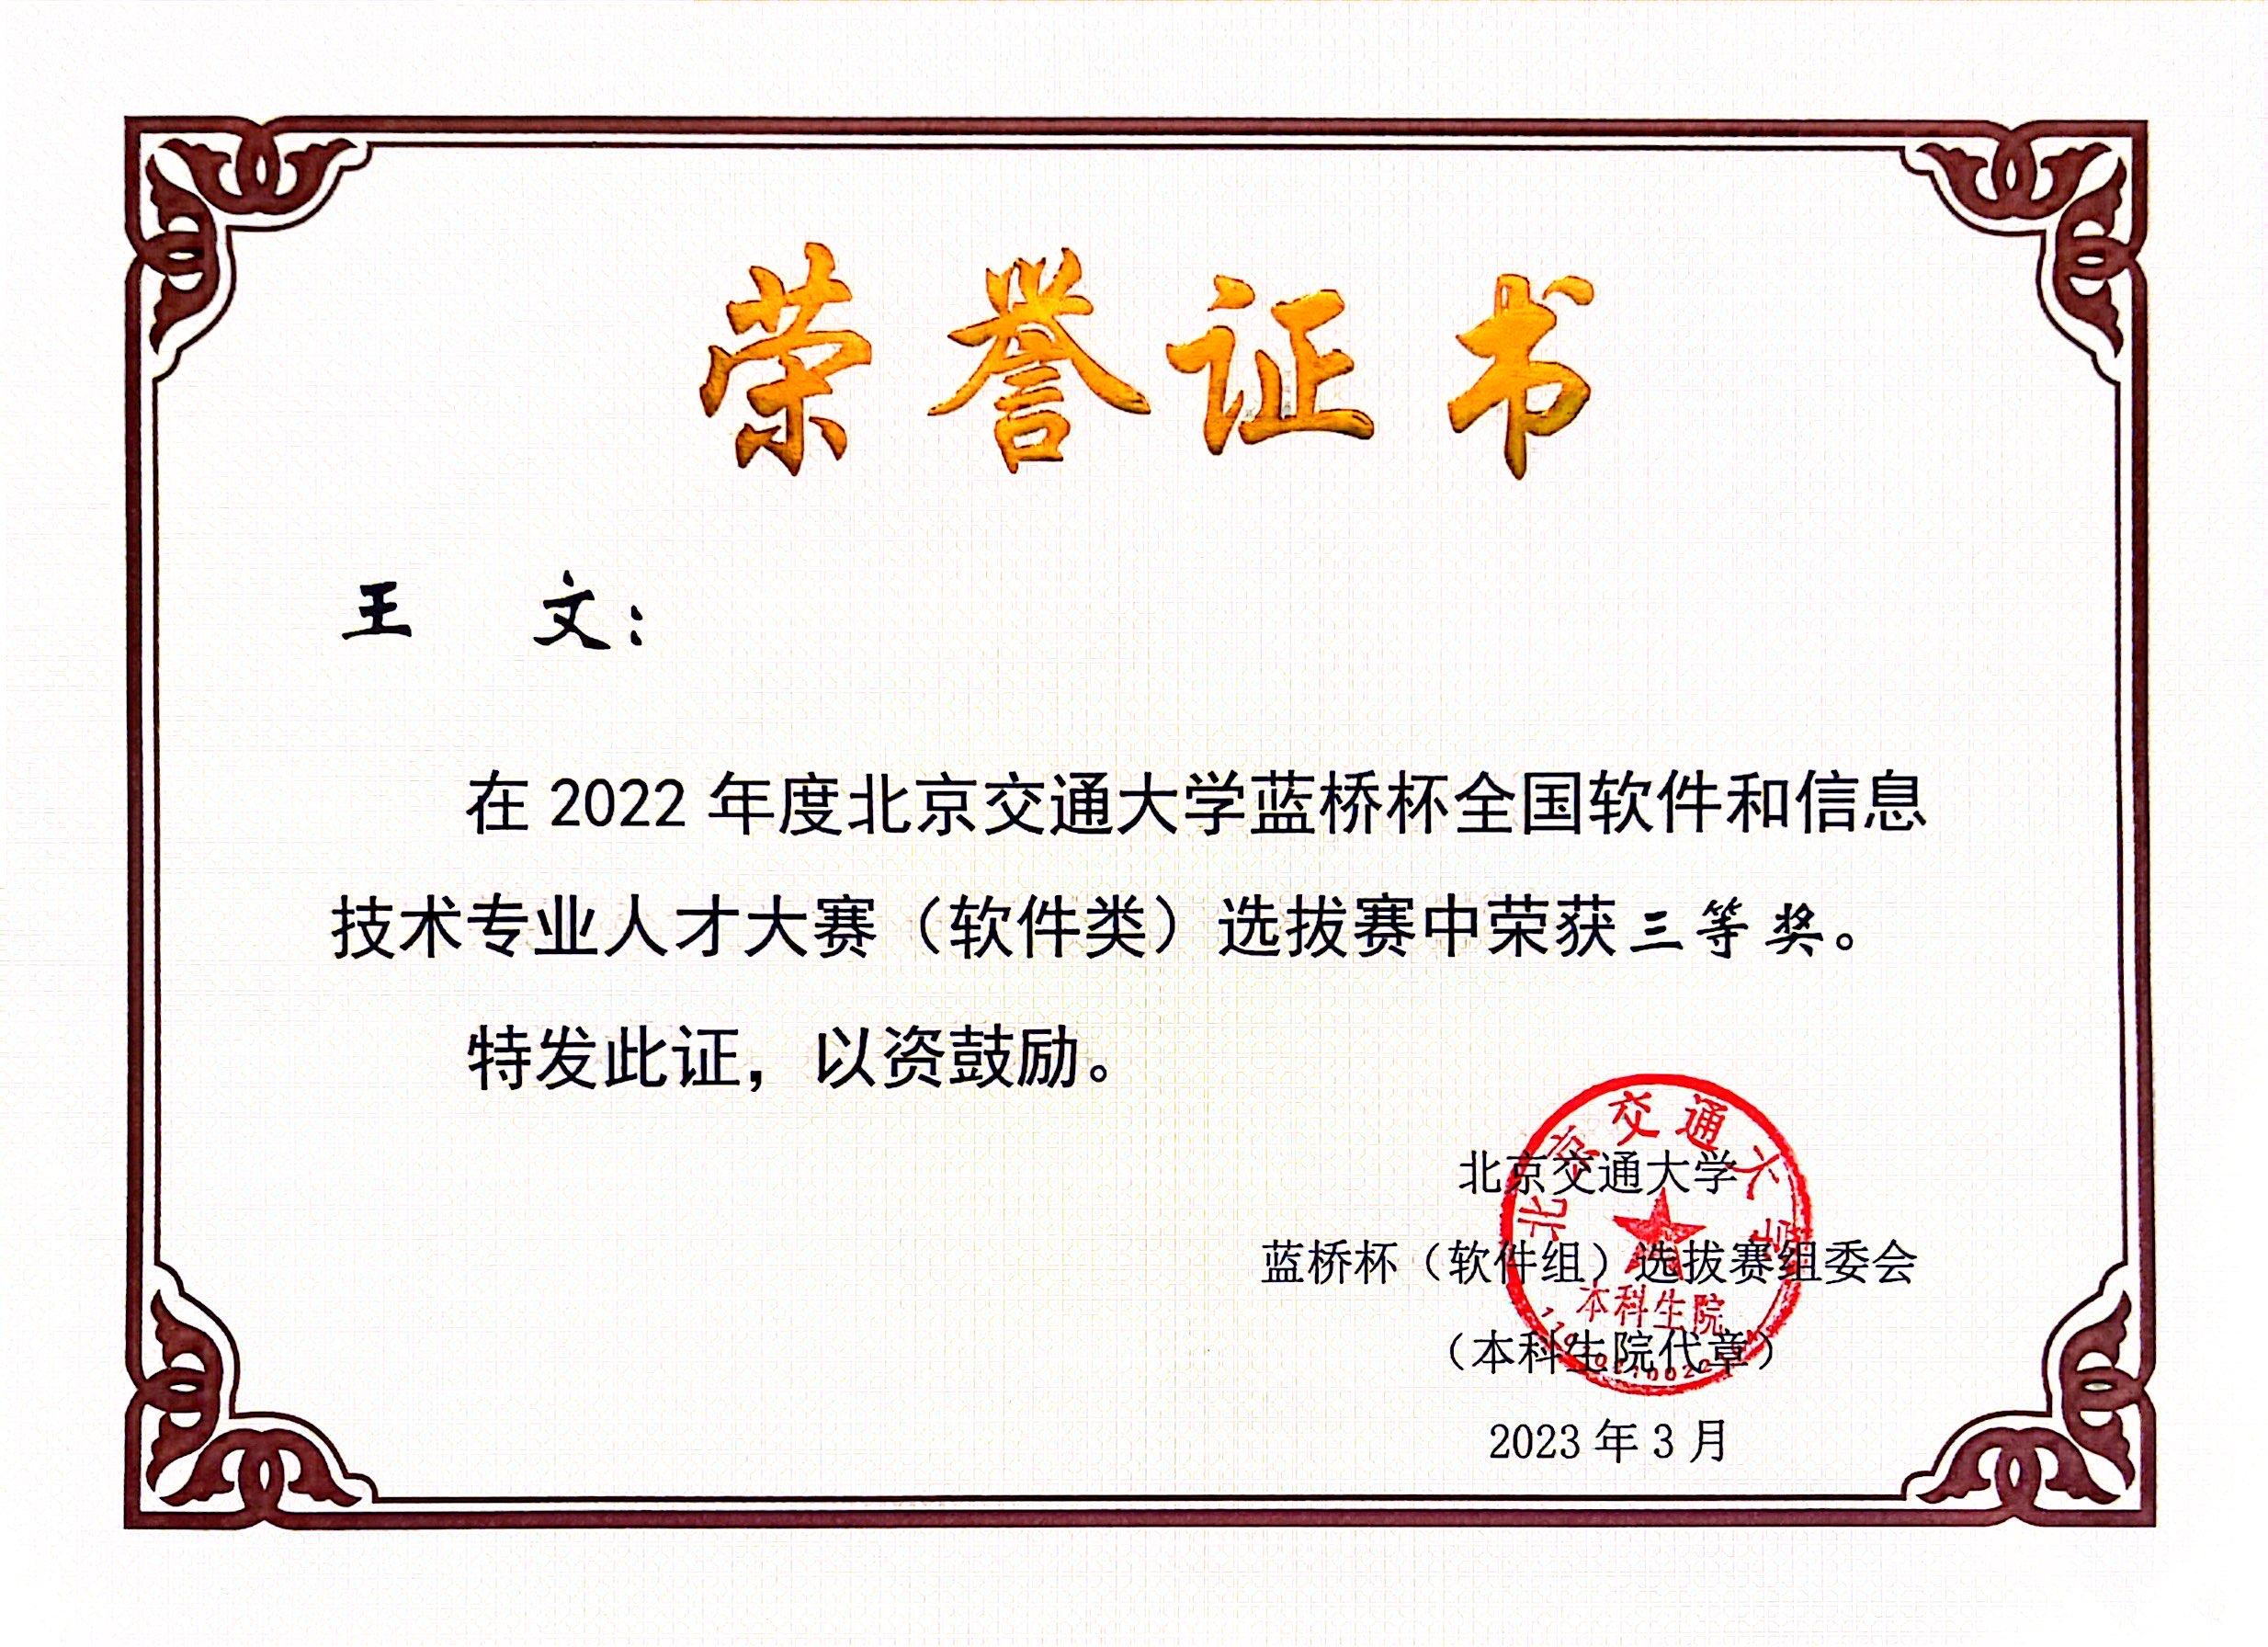 荣誉证书
王 文：
在 2022 年度北京交通大学蓝桥杯全国软件和信息
技术专业人才大赛（软件类）选拔赛中荣获三等奖。
特发此证，以资鼓励。
北京交通大学
北京交通大学
蓝桥杯（软件组）选拔赛组委会
本科生院
（本科生院代章）
2023 年 3 月